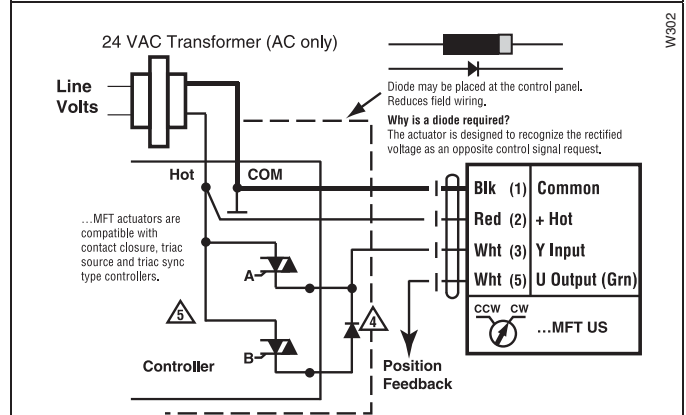 W302
24 VAC Transformer (AC only)
Line
Volts
Diode may be placed at the control panel.
Reduces field wiring.
Why is a diode required?
The actuator is designed to recognize the rectified
voltage as an opposite control signal request.
Hot
COM
...MFT actuators are
compatible with
contact closure, triac
source and triac sync
type controllers.
A
5
4
B
Controller
Position
Feedback
Blk (1) Common
Red (2) + Hot
Wht (3) Y Input
Wht (5) U Output (Grn)
CCW CW
...MFT US